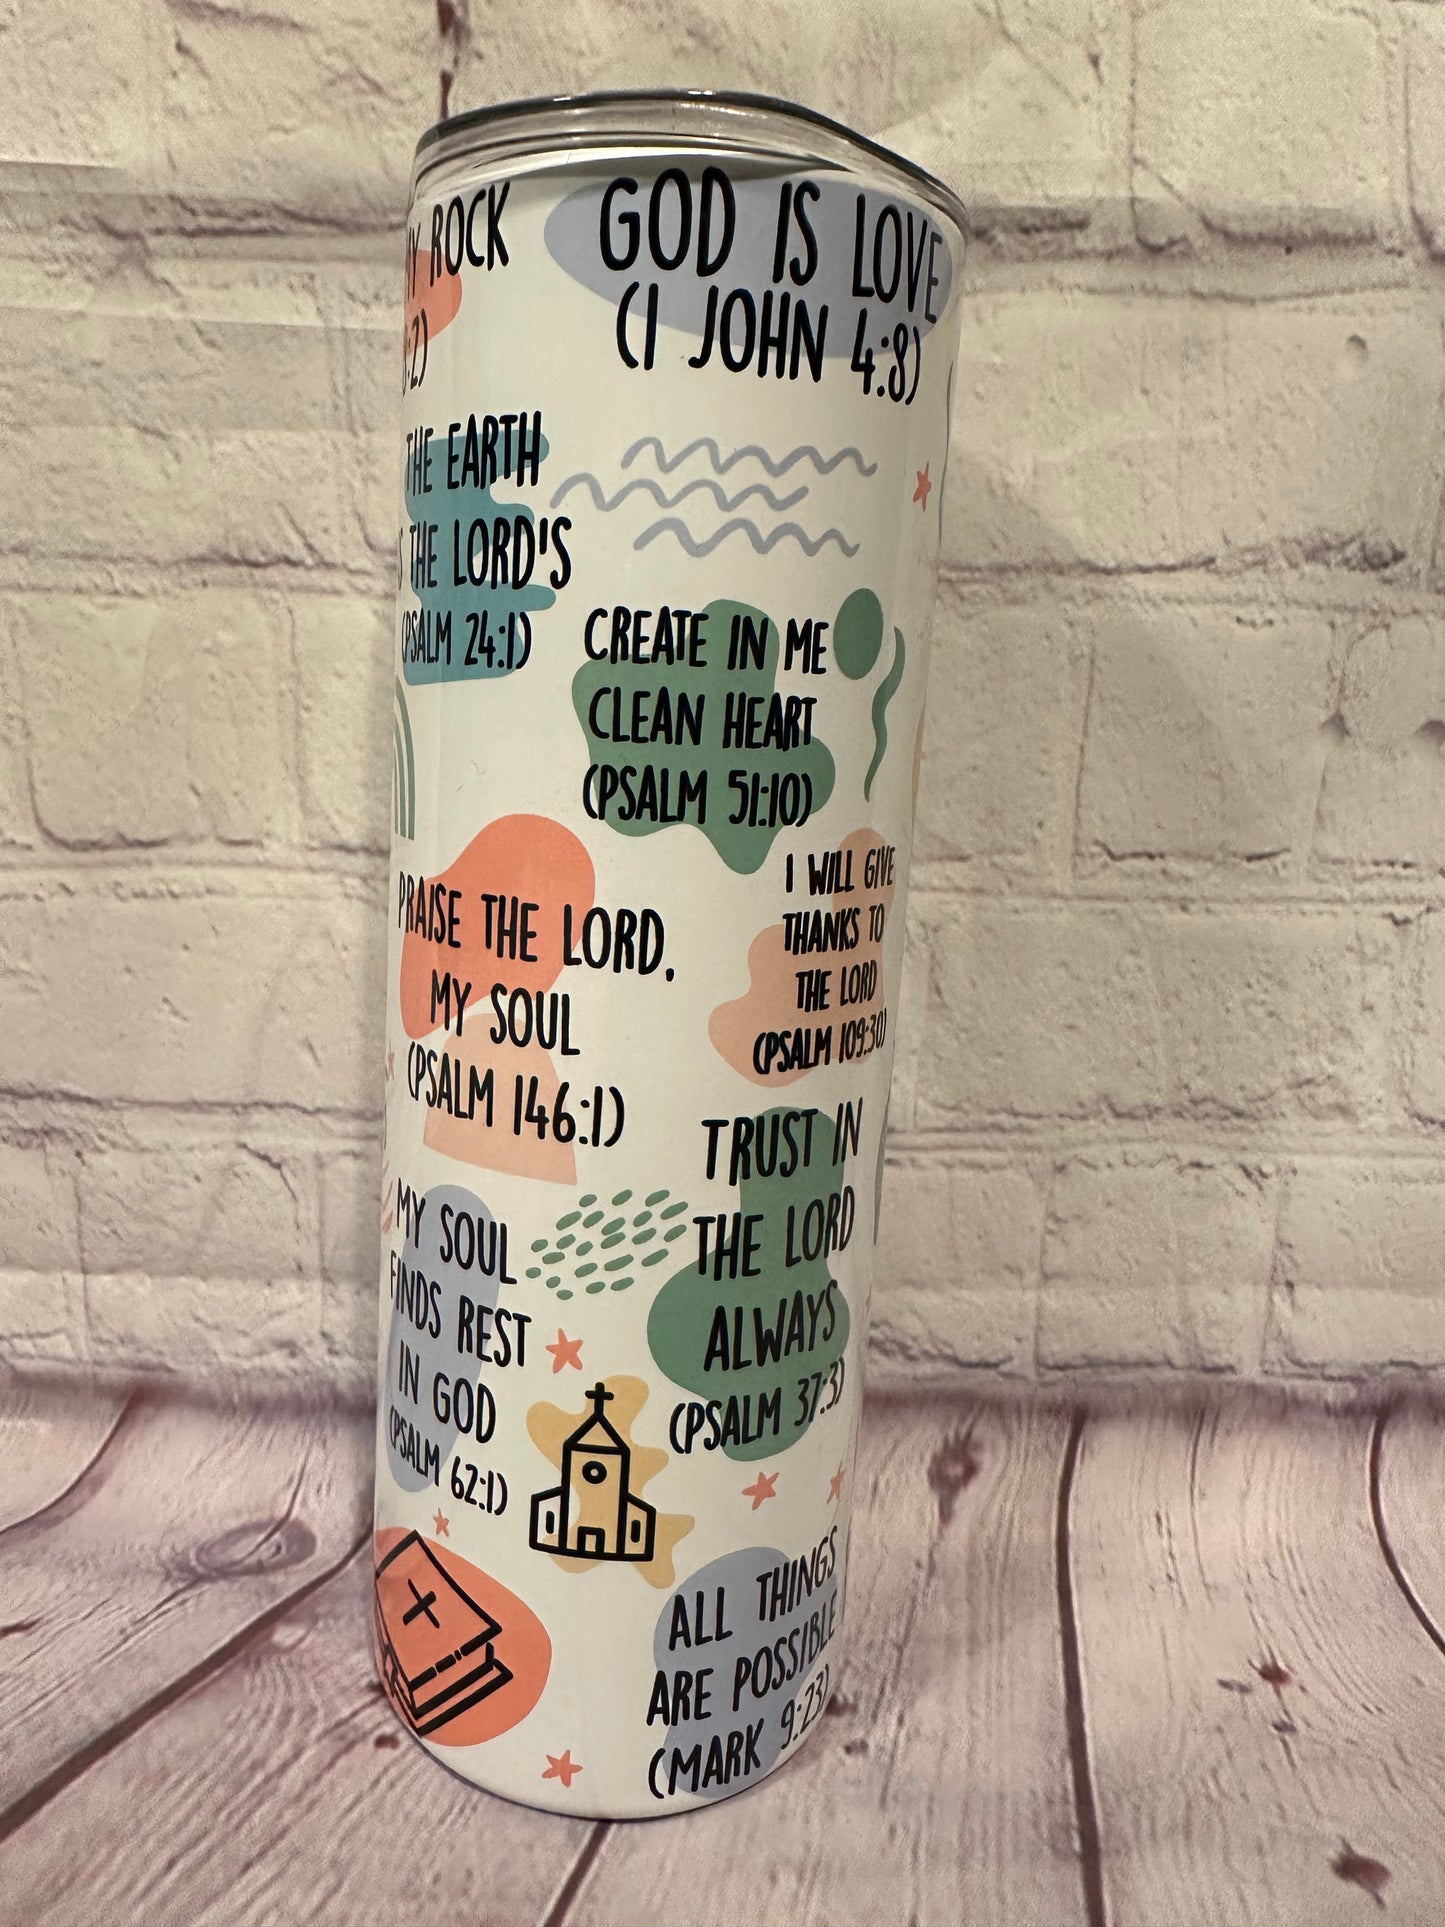 MY ROCK
:2)
GOD IS LOVE
(1 JOHN 4:8)
THE EARTH
S THE LORD'S
(PSALM 24:1)
CREATE IN ME
CLEAN HEART
(PSALM 51:10)
PRAISE THE LORD,
MY SOUL
(PSALM 146:1)
I WILL GIVE
THANKS TO
THE LORD
(PSALM 109:30)
MY SOUL
FINDS REST
IN GOD
(PSALM 62:1)
TRUST IN
THE LORD
ALWAYS
(PSALM 37:3)
ALL THINGS
ARE POSSIBLE
(MARK 9:23)